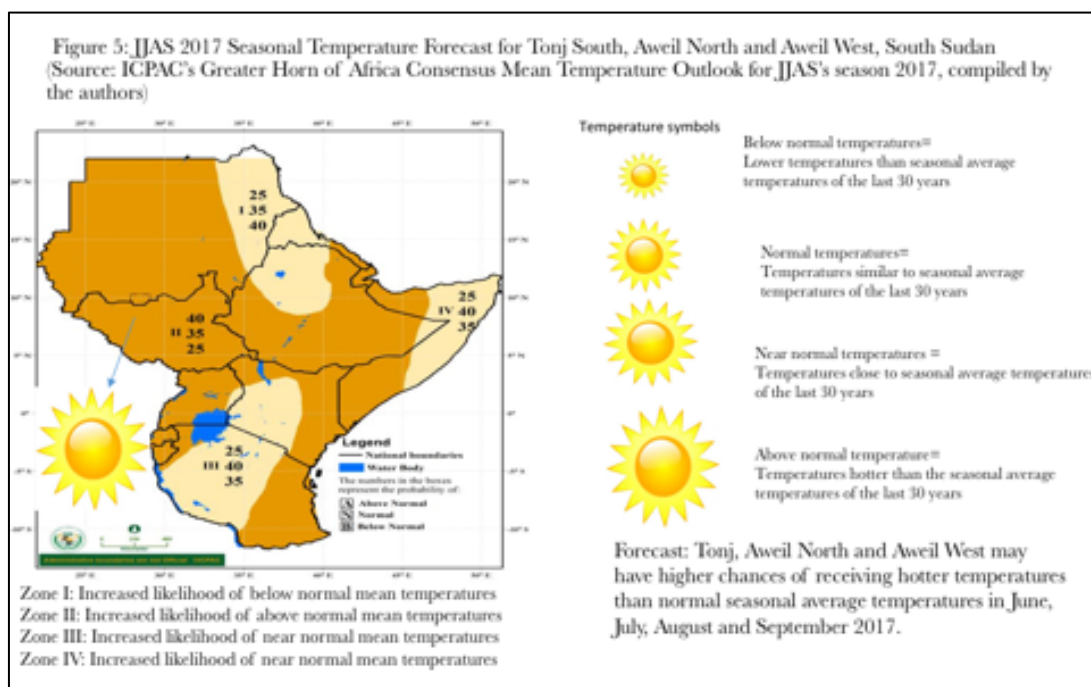 Figure 5: JJAS 2017 Seasonal Temperature Forecast for Tonj South, Aweil North and Aweil West, South Sudan
(Source: ICPAC's Greater Horn of Africa Consensus Mean Temperature Outlook for JJAS's season 2017, compiled by
the authors)
25
I 35
40
25
IV 40
35
40
II 35
25
25
III 40
35
Legend
National boundaries
Water Body
The numbers in the boxes
represent the probability of:
Above Normal
Normal
Below Normal
Zone I: Increased likelihood of below normal mean temperatures
Zone II: Increased likelihood of above normal mean temperatures
Zone III: Increased likelihood of near normal mean temperatures
Zone IV: Increased likelihood of near normal mean temperatures
Temperature symbols
Below normal temperatures=
Lower temperatures than seasonal average
temperatures of the last 30 years
Normal temperatures=
Temperatures similar to seasonal average
temperatures of the last 30 years
Near normal temperatures =
Temperatures close to seasonal average temperatures
of the last 30 years
Above normal temperature=
Temperatures hotter than the seasonal average
temperatures of the last 30 years
Forecast: Tonj, Aweil North and Aweil West may
have higher chances of receiving hotter temperatures
than normal seasonal average temperatures in June,
July, August and September 2017.